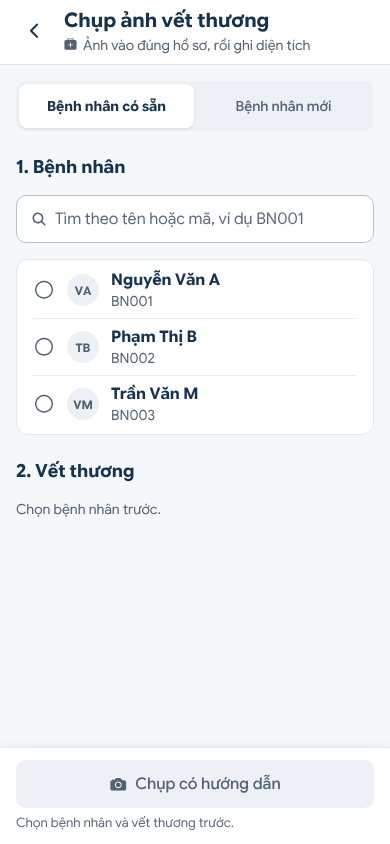 Chụp ảnh vết thương
Ảnh vào đúng hồ sơ, rồi ghi diện tích
Bệnh nhân có sẵn
Bệnh nhân mới
1. Bệnh nhân
Tìm theo tên hoặc mã, ví dụ BN001
VA
Nguyễn Văn A
BN001
TB
Phạm Thị B
BN002
VM
Trần Văn M
BN003
2. Vết thương
Chọn bệnh nhân trước.
Chụp có hướng dẫn
Chọn bệnh nhân và vết thương trước.